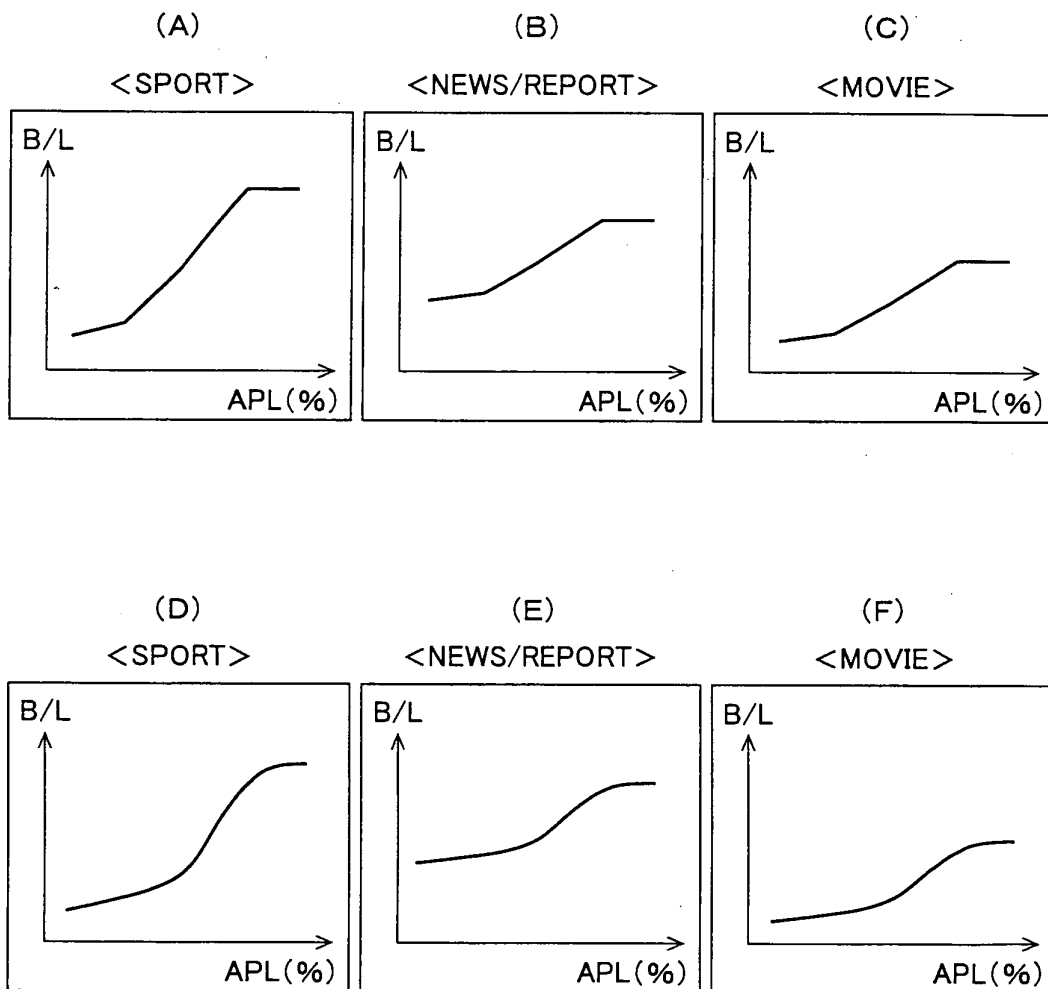 (A) (B) (C)
<SPORT> <NEWS/REPORT> <MOVIE>
B/L B/L B/L
APL(%) APL(%) APL(%)
(D) (E) (F)
<SPORT> <NEWS/REPORT> <MOVIE>
B/L B/L B/L
APL(%) APL(%) APL(%)